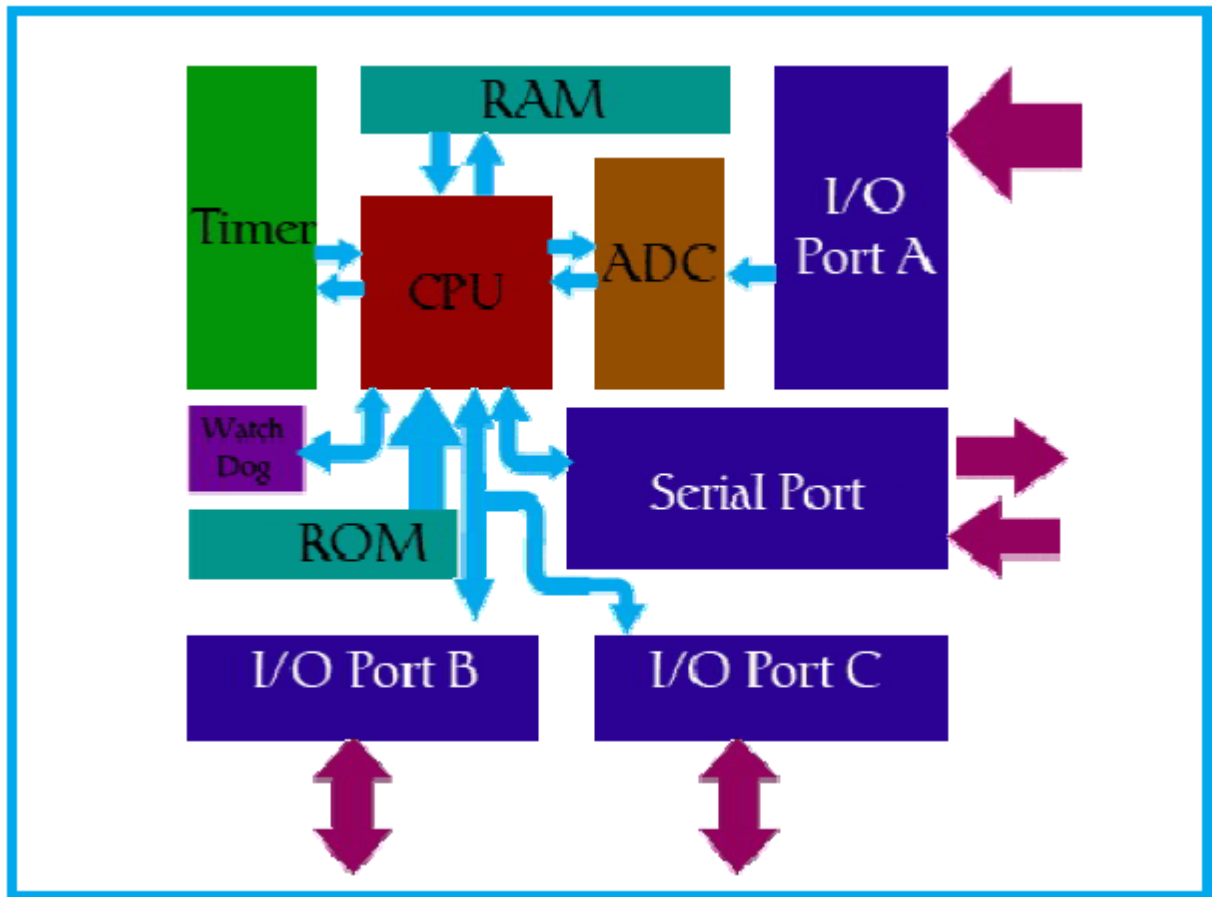 RAM
I/O
Port A
Timer
ADC
CPU
Watch
Dog
Serial Port
ROM
I/O Port B
I/O Port C